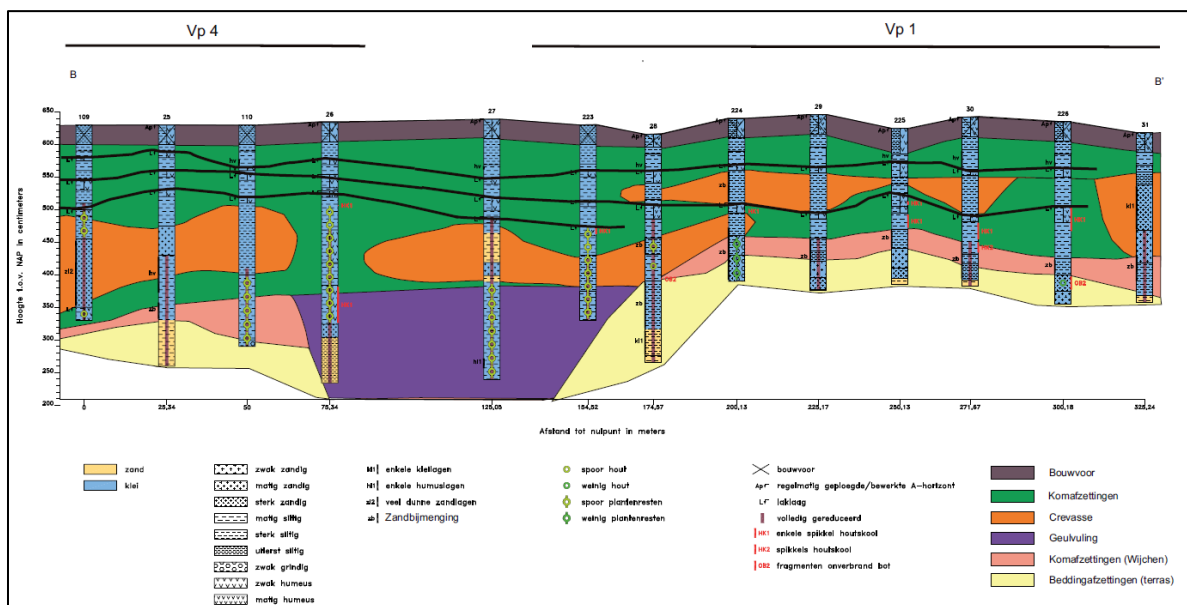 Vp 4 Vp 1
B B'
109 25 110 26 27 223 28 224 29 225 30 226 31
Hoogte t.o.v. NAP in centimeters
650
600
550
500
450
400
350
300
250
200
0 25,34 50 75,34 125,05 154,52 174,57 200,13 225,17 250,13 271,67 300,18 325,24
Afstand tot nulpunt in meters
zand
klei
zwak zandig
matig zandig
sterk zandig
matig siltig
sterk siltig
uiterst siltig
zwak grindig
zwak humeus
matig humeus
kl1 enkele kleilagen
hl1 enkele humuslagen
zl2 veel dunne zandlagen
zb Zandbijmenging
spoor hout
weinig hout
spoor plantenresten
weinig plantenresten
bouwvoor
Ap regelmatig geploegde/bewerkte A-horizont
L laklaag
volledig gereduceerd
HK1 enkele spikkel houtskool
HK2 spikkels houtskool
OB2 fragmenten onverbrand bot
Bouwvoor
Komafzettingen
Crevasse
Geulvuling
Komafzettingen (Wijchen)
Beddingafzettingen (terras)